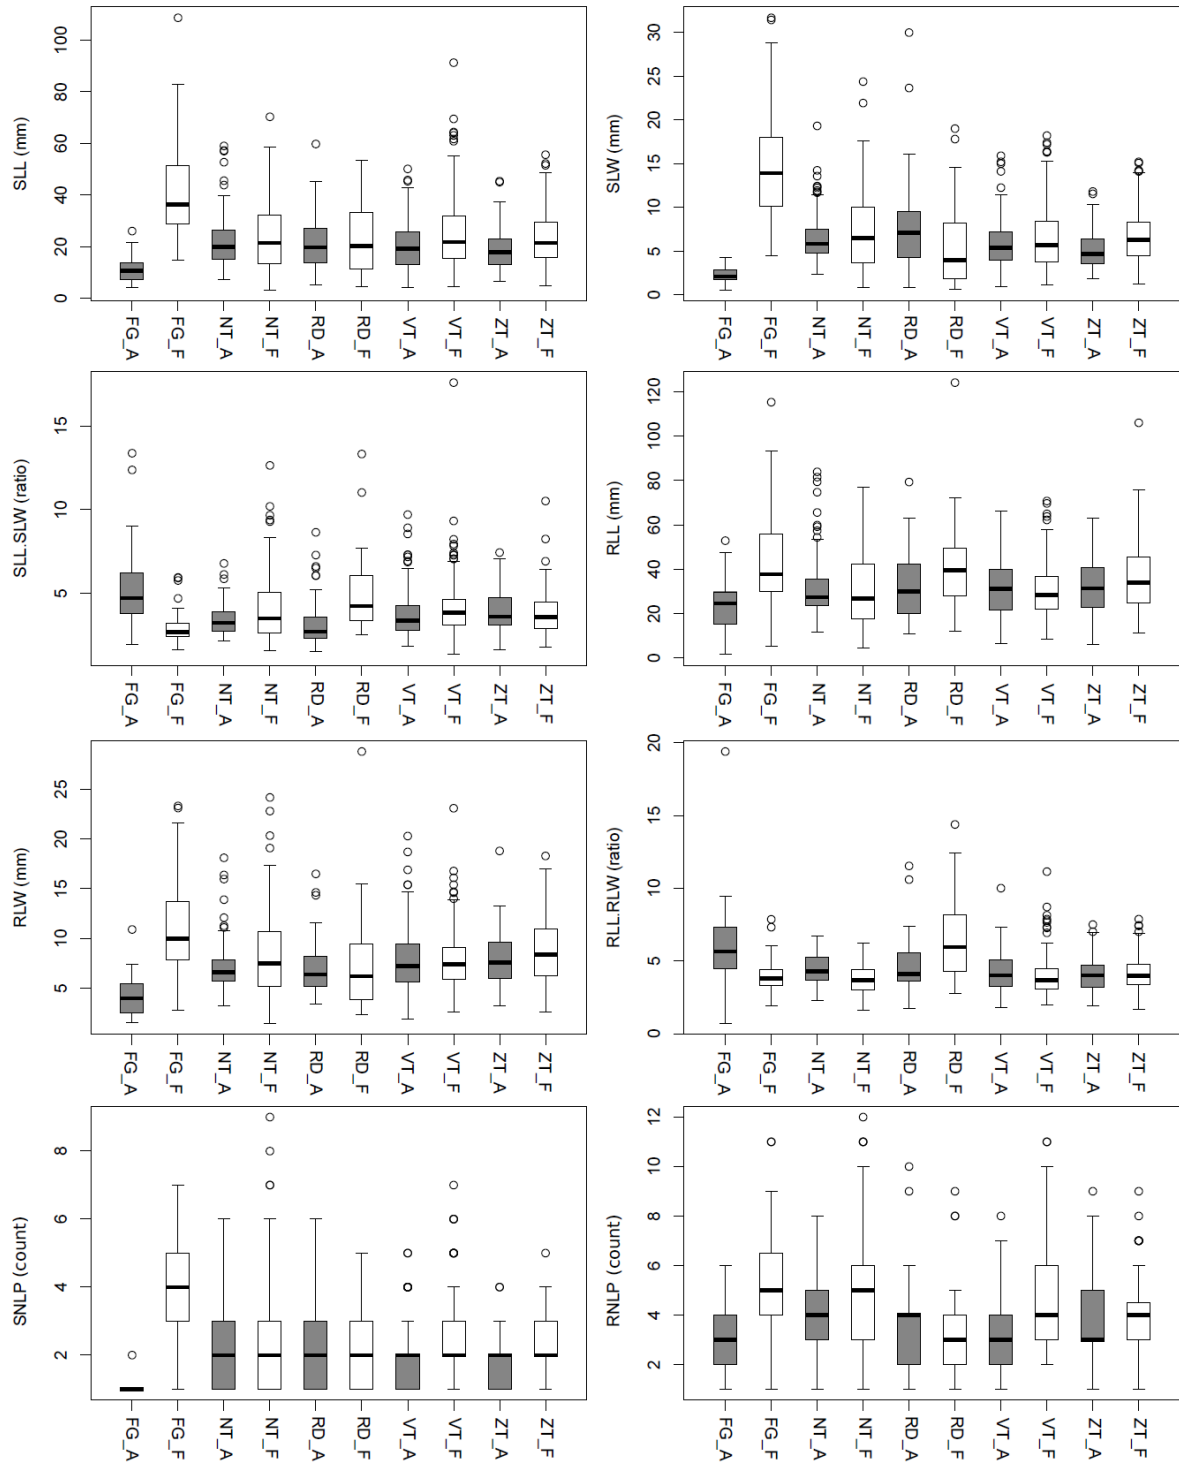 SLL (mm)
0 20 40 60 80 100
FG_A FG_F NT_A NT_F RD_A RD_F VT_A VT_F ZT_A ZT_F
SLW (mm)
0 5 10 15 20 25 30
FG_A FG_F NT_A NT_F RD_A RD_F VT_A VT_F ZT_A ZT_F
SLL.SLW (ratio)
5 10 15
FG_A FG_F NT_A NT_F RD_A RD_F VT_A VT_F ZT_A ZT_F
RLL (mm)
0 20 40 60 80 100 120
FG_A FG_F NT_A NT_F RD_A RD_F VT_A VT_F ZT_A ZT_F
RLW (mm)
5 10 15 20 25
FG_A FG_F NT_A NT_F RD_A RD_F VT_A VT_F ZT_A ZT_F
RLL.RLW (ratio)
0 5 10 15 20
FG_A FG_F NT_A NT_F RD_A RD_F VT_A VT_F ZT_A ZT_F
SNLP (count)
2 4 6 8
FG_A FG_F NT_A NT_F RD_A RD_F VT_A VT_F ZT_A ZT_F
RNLP (count)
2 4 6 8 10 12
FG_A FG_F NT_A NT_F RD_A RD_F VT_A VT_F ZT_A ZT_F